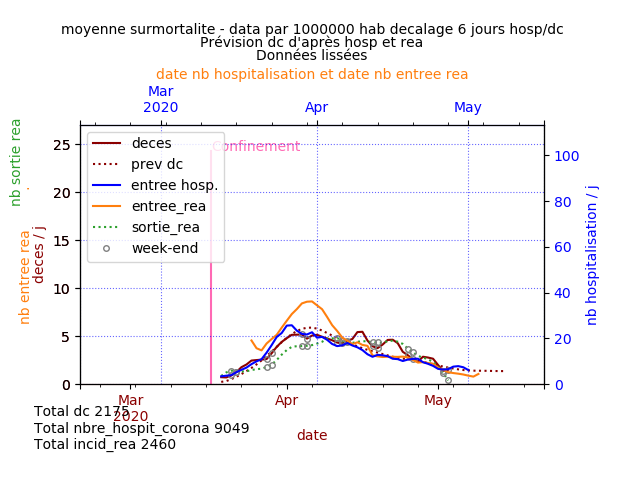 moyenne surmortalite - data par 1000000 hab decalage 6 jours hosp/dc
Prévision dc d'après hosp et rea
Données lissées
date nb hospitalisation et date nb entree rea
Mar
2020
Apr
May
nb sortie rea
.
nb entree rea
deces / j
25
20
15
10
5
0
Confinement
deces
prev dc
entree hosp.
entree_rea
sortie_rea
week-end
100
80
60
40
20
0
nb hospitalisation / j
Mar
2020
Apr
May
date
Total dc 2175
Total nbre_hospit_corona 9049
Total incid_rea 2460